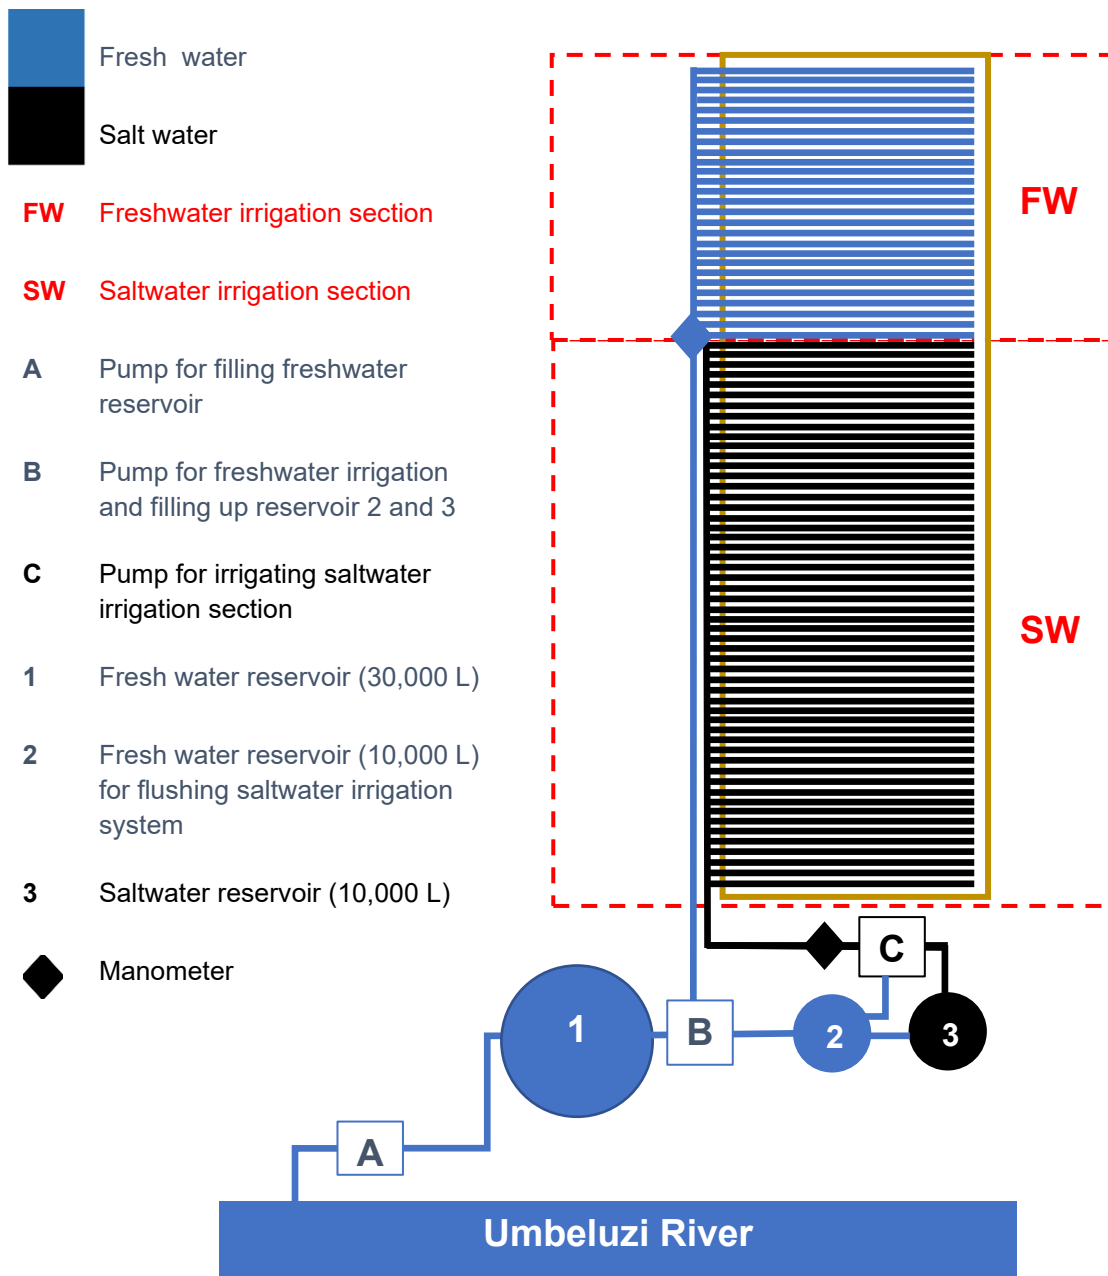 Fresh water
Salt water
FW Freshwater irrigation section
SW Saltwater irrigation section
A Pump for filling freshwater
reservoir
B Pump for freshwater irrigation
and filling up reservoir 2 and 3
C Pump for irrigating saltwater
irrigation section
1 Fresh water reservoir (30,000 L)
2 Fresh water reservoir (10,000 L)
for flushing saltwater irrigation
system
3 Saltwater reservoir (10,000 L)
Manometer
FW
SW
C
1
B
2
3
A
Umbeluzi River